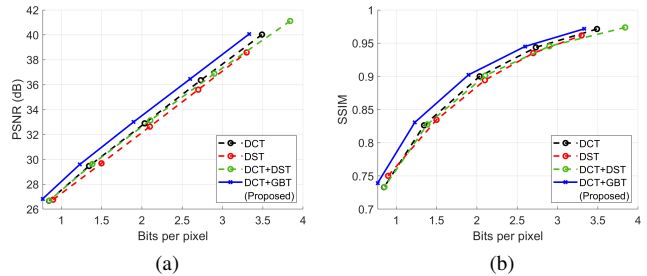 (a)
PSNR (dB)
42
40
38
36
34
32
30
28
26
1 1.5 2 2.5 3 3.5 4
Bits per pixel
DCT
DST
DCT+DST
DCT+GBT
(Proposed)
(a)
(b)
SSIM
1
0.95
0.9
0.85
0.8
0.75
0.7
1 1.5 2 2.5 3 3.5 4
Bits per pixel
DCT
DST
DCT+DST
DCT+GBT
(Proposed)
(b)